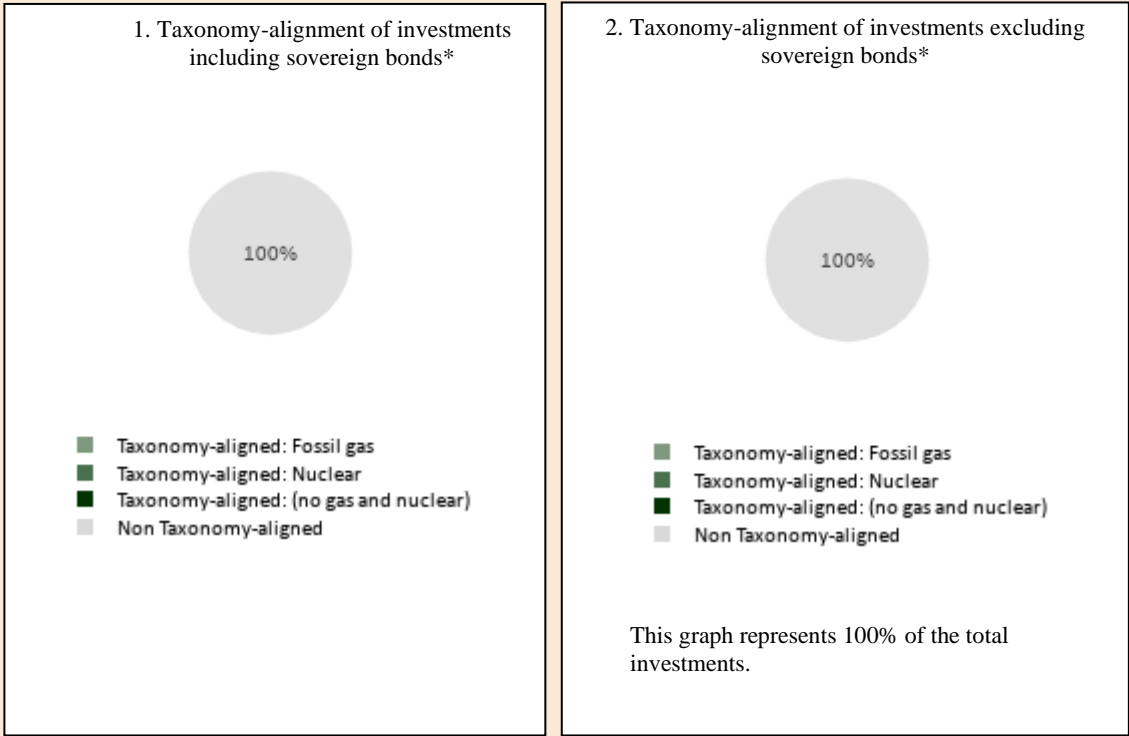 1. Taxonomy-alignment of investments
including sovereign bonds*
100%
Taxonomy-aligned: Fossil gas
Taxonomy-aligned: Nuclear
Taxonomy-aligned: (no gas and nuclear)
Non Taxonomy-aligned
2. Taxonomy-alignment of investments excluding
sovereign bonds*
100%
Taxonomy-aligned: Fossil gas
Taxonomy-aligned: Nuclear
Taxonomy-aligned: (no gas and nuclear)
Non Taxonomy-aligned
This graph represents 100% of the total
investments.